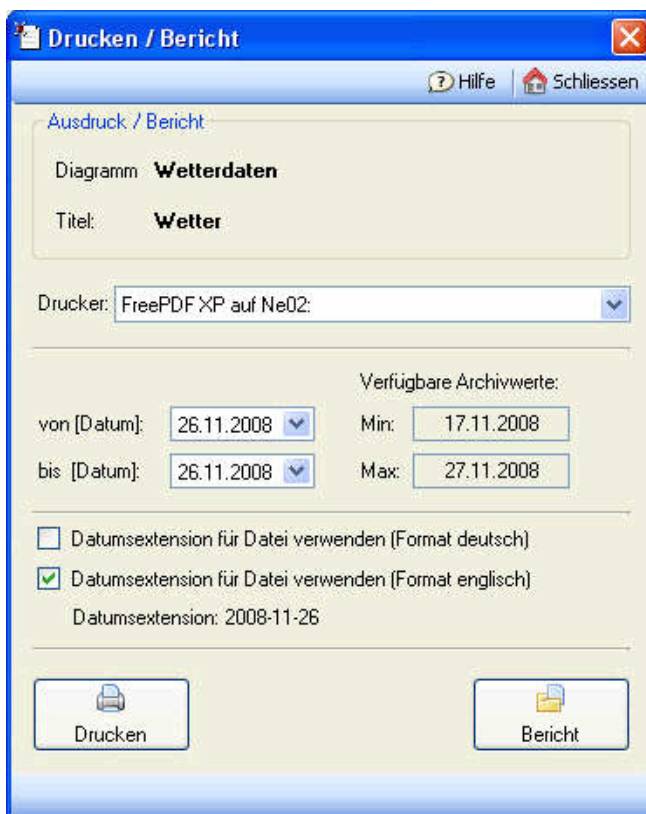 Drucken / Bericht
Hilfe Schliessen
Ausdruck / Bericht
Diagramm Wetterdaten
Titel: Wetter
Drucker: FreePDF XP auf Ne02:
Verfügbare Archivwerte:
von [Datum]: 26.11.2008 Min: 17.11.2008
bis [Datum]: 26.11.2008 Max: 27.11.2008
Datumsextension für Datei verwenden (Format deutsch)
Datumsextension für Datei verwenden (Format englisch)
Datumsextension: 2008-11-26
Drucken Bericht